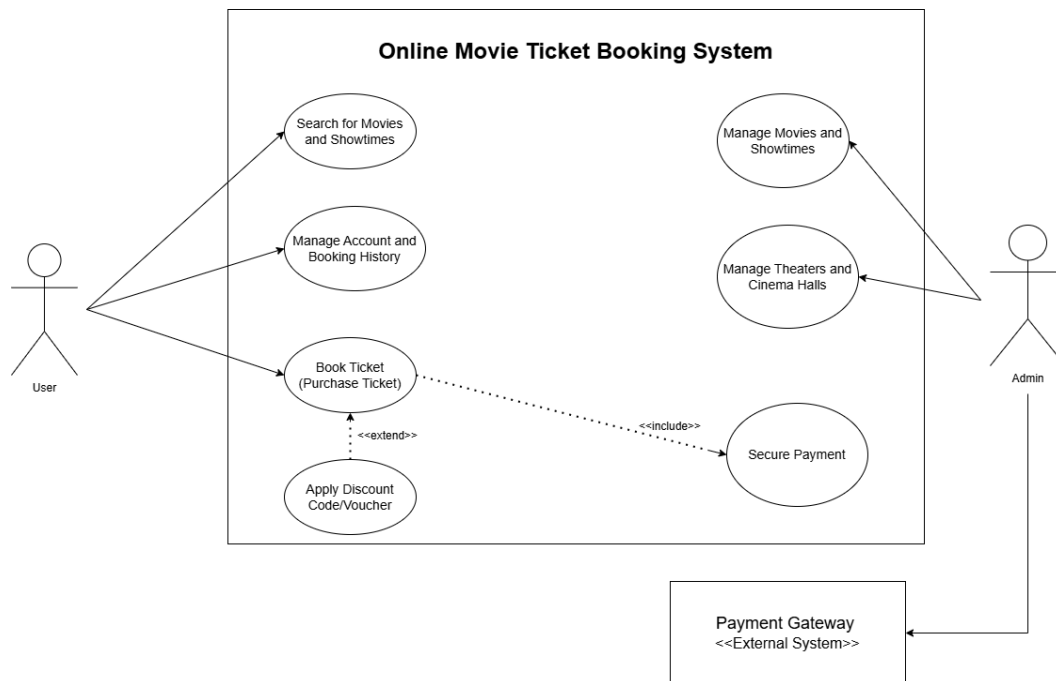 Online Movie Ticket Booking System
Search for Movies
and Showtimes
Manage Movies and
Showtimes
Manage Account and
Booking History
Manage Theaters and
Cinema Halls
User
Admin
Book Ticket
(Purchase Ticket)
<<extend>>
<<include>>
Secure Payment
Apply Discount
Code/Voucher
Payment Gateway
<<External System>>